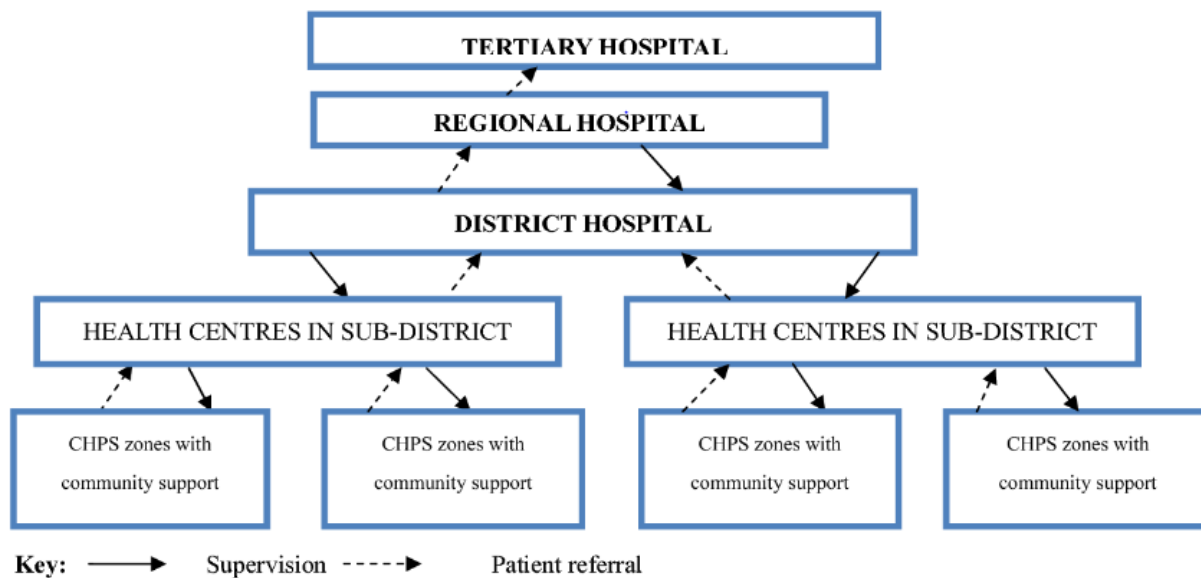 TERTIARY HOSPITAL
REGIONAL HOSPITAL
DISTRICT HOSPITAL
HEALTH CENTRES IN SUB-DISTRICT
HEALTH CENTRES IN SUB-DISTRICT
CHPS zones with
community support
CHPS zones with
community support
CHPS zones with
community support
CHPS zones with
community support
Key: Supervision Patient referral